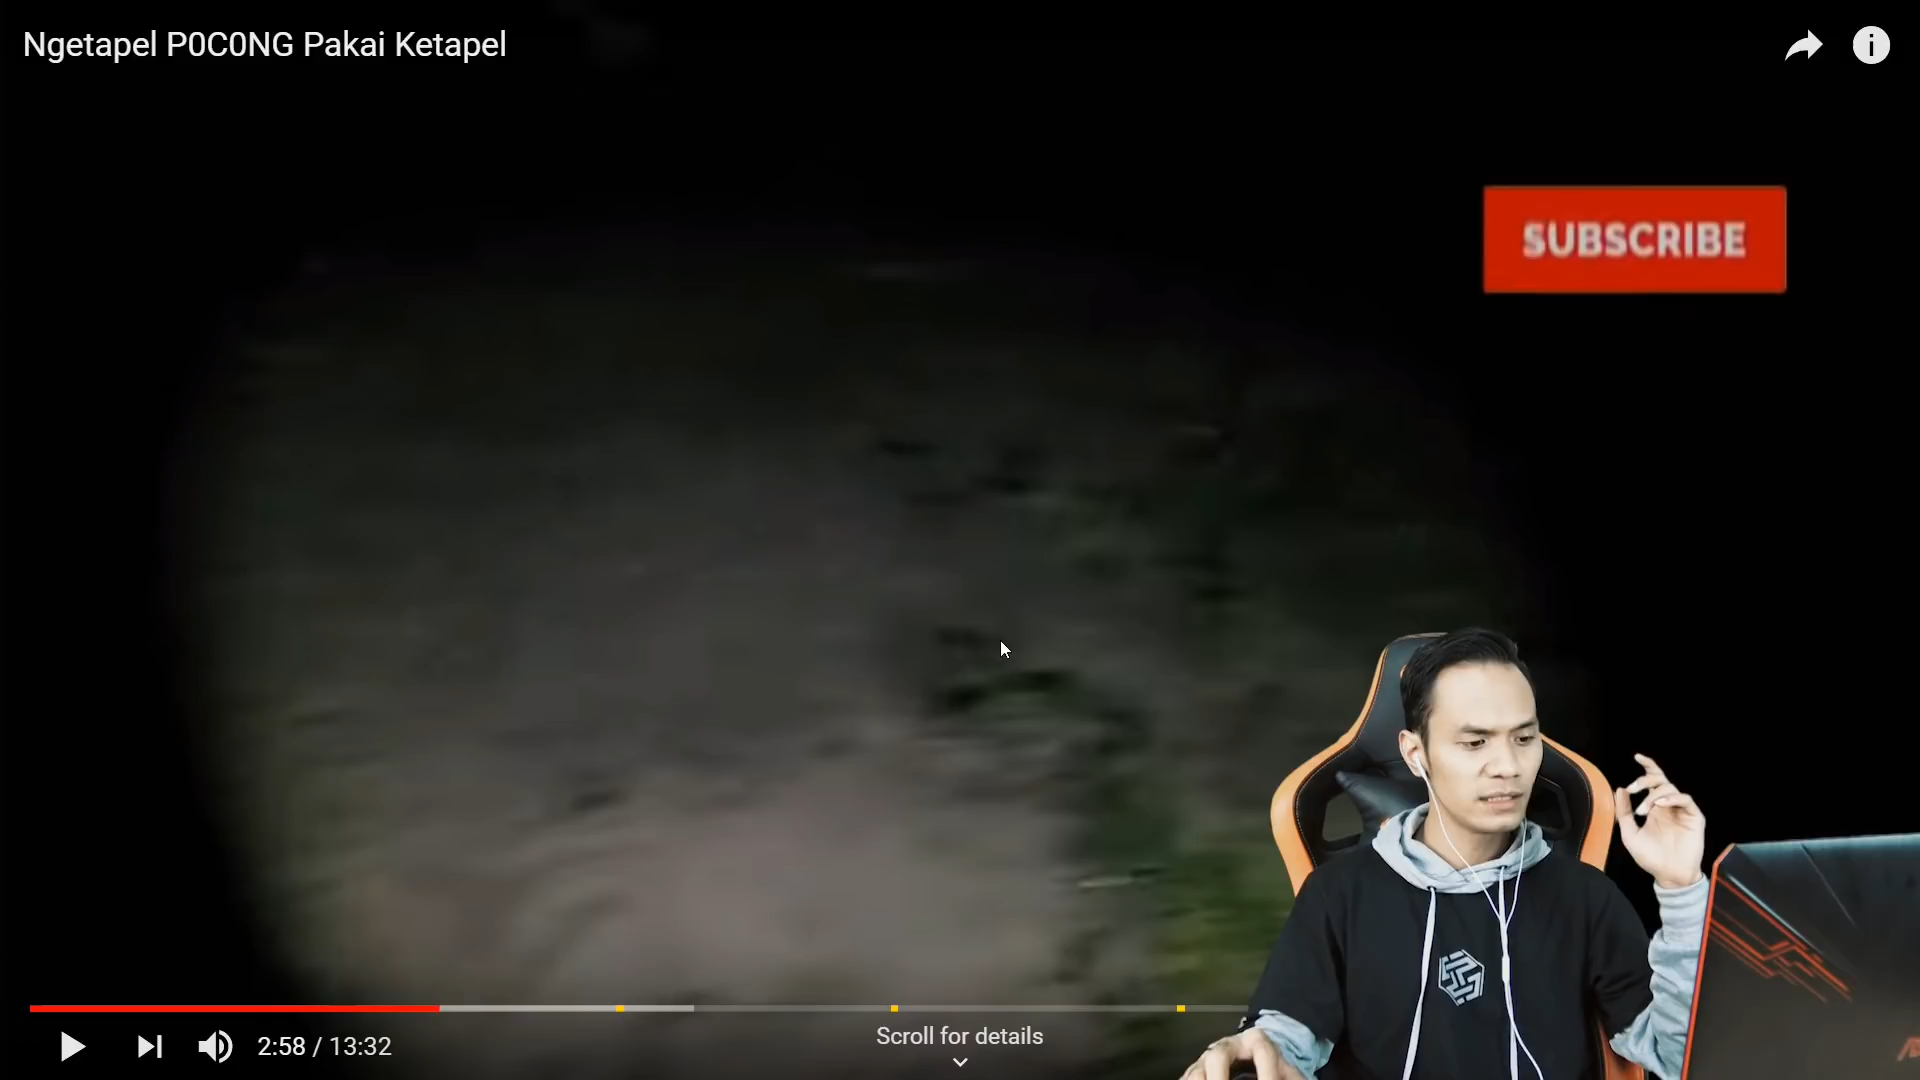 Ngetapel P0C0NG Pakai Ketapel
SUBSCRIBE
Scroll for details
2:58 / 13:32